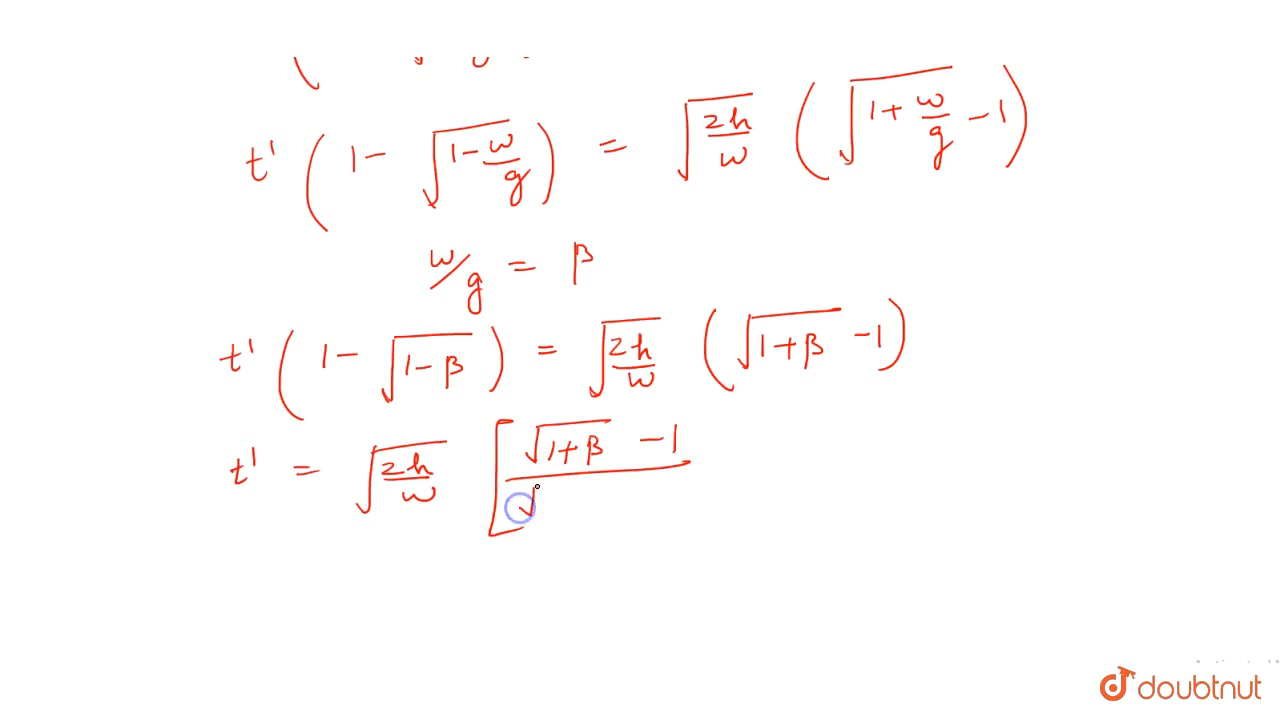 t' ( 1 - √(1 - w/g) ) = √(2h/w) ( √(1 + w/g) - 1 )
w/g = β
t' ( 1 - √(1 - β) ) = √(2h/w) ( √(1 + β) - 1 )
t' = √(2h/w) [ (√(1 + β) - 1) / √
doubtnut